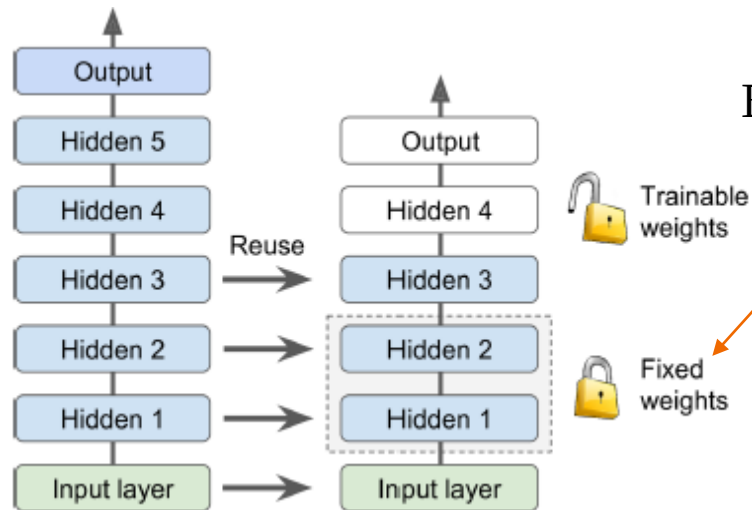 Output
Hidden 5
Hidden 4
Hidden 3
Hidden 2
Hidden 1
Input layer
Reuse
Output
Hidden 4
Hidden 3
Hidden 2
Hidden 1
Input layer
Trainable
weights
Fixed
weights